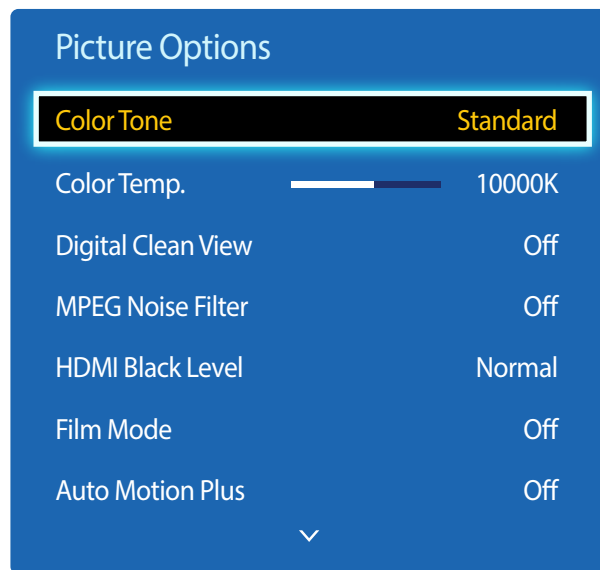 Picture Options
Color Tone Standard
Color Temp. 10000K
Digital Clean View Off
MPEG Noise Filter Off
HDMI Black Level Normal
Film Mode Off
Auto Motion Plus Off